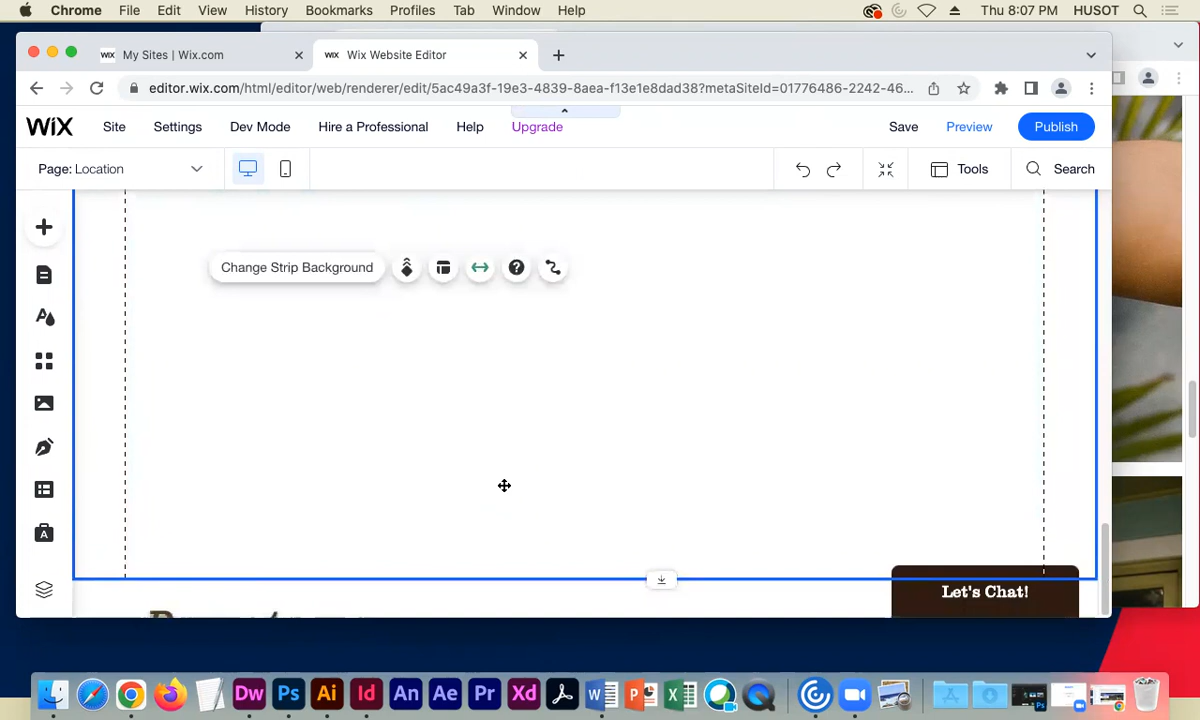 Chrome File Edit View History Bookmarks Profiles Tab Window Help Thu 8:07 PM HUSOT
WiX My Sites | Wix.com WiX Wix Website Editor
editor.wix.com/html/editor/web/renderer/edit/5ac49a3f-19e3-4839-8aea-f13e1e8dad38?metaSiteId=01776486-2242-46...
WiX Site Settings Dev Mode Hire a Professional Help Upgrade Save Preview Publish
Page: Location Tools Search
Change Strip Background
Let's Chat!
Dw Ps Ai Id An Ae Pr Xd W P X